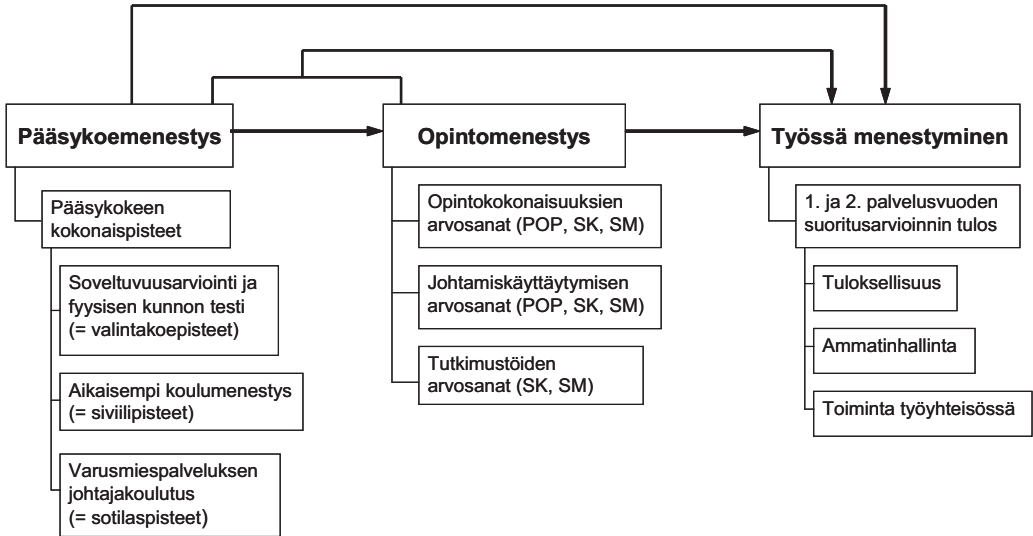 Pääsykoemenestys
Pääsykokeen
kokonaispisteet
Soveltuvuusarviointi ja
fyysisen kunnon testi
(= valintakoepisteet)
Aikaisempi koulumenestys
(= siviilipisteet)
Varusmiespalveluksen
johtajakoulutus
(= sotilaspisteet)
Opintomenestys
Opintokokonaisuuksien
arvosanat (POP, SK, SM)
Johtamiskäyttäytymisen
arvosanat (POP, SK, SM)
Tutkimustöiden
arvosanat (SK, SM)
Työssä menestyminen
1. ja 2. palvelusvuoden
suoritusarvioinnin tulos
Tuloksellisuus
Ammatinhallinta
Toiminta työyhteisössä